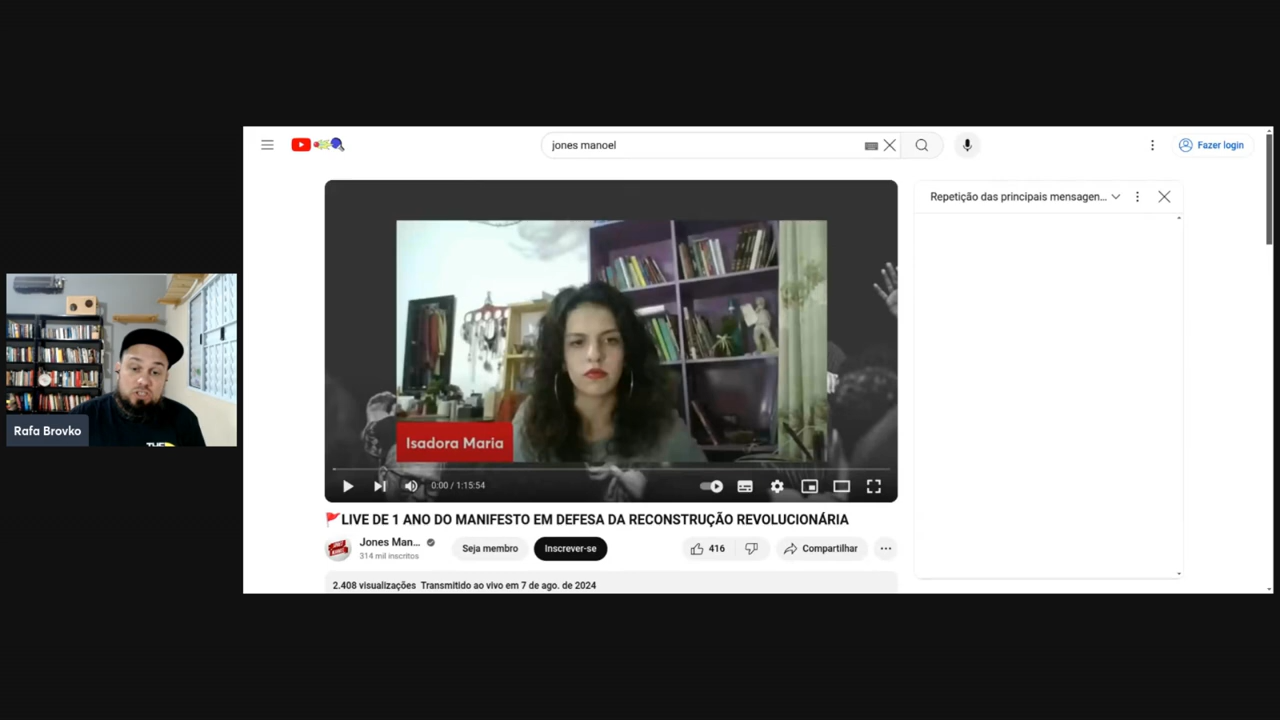 jones manoel
Fazer login
Repetição das principais mensagen...
Rafa Brovko
Isadora Maria
0:00 / 1:15:54
🚩LIVE DE 1 ANO DO MANIFESTO EM DEFESA DA RECONSTRUÇÃO REVOLUCIONÁRIA
Jones Man...
314 mil inscritos
Seja membro
Inscrever-se
416
Compartilhar
2.408 visualizações Transmitido ao vivo em 7 de ago. de 2024